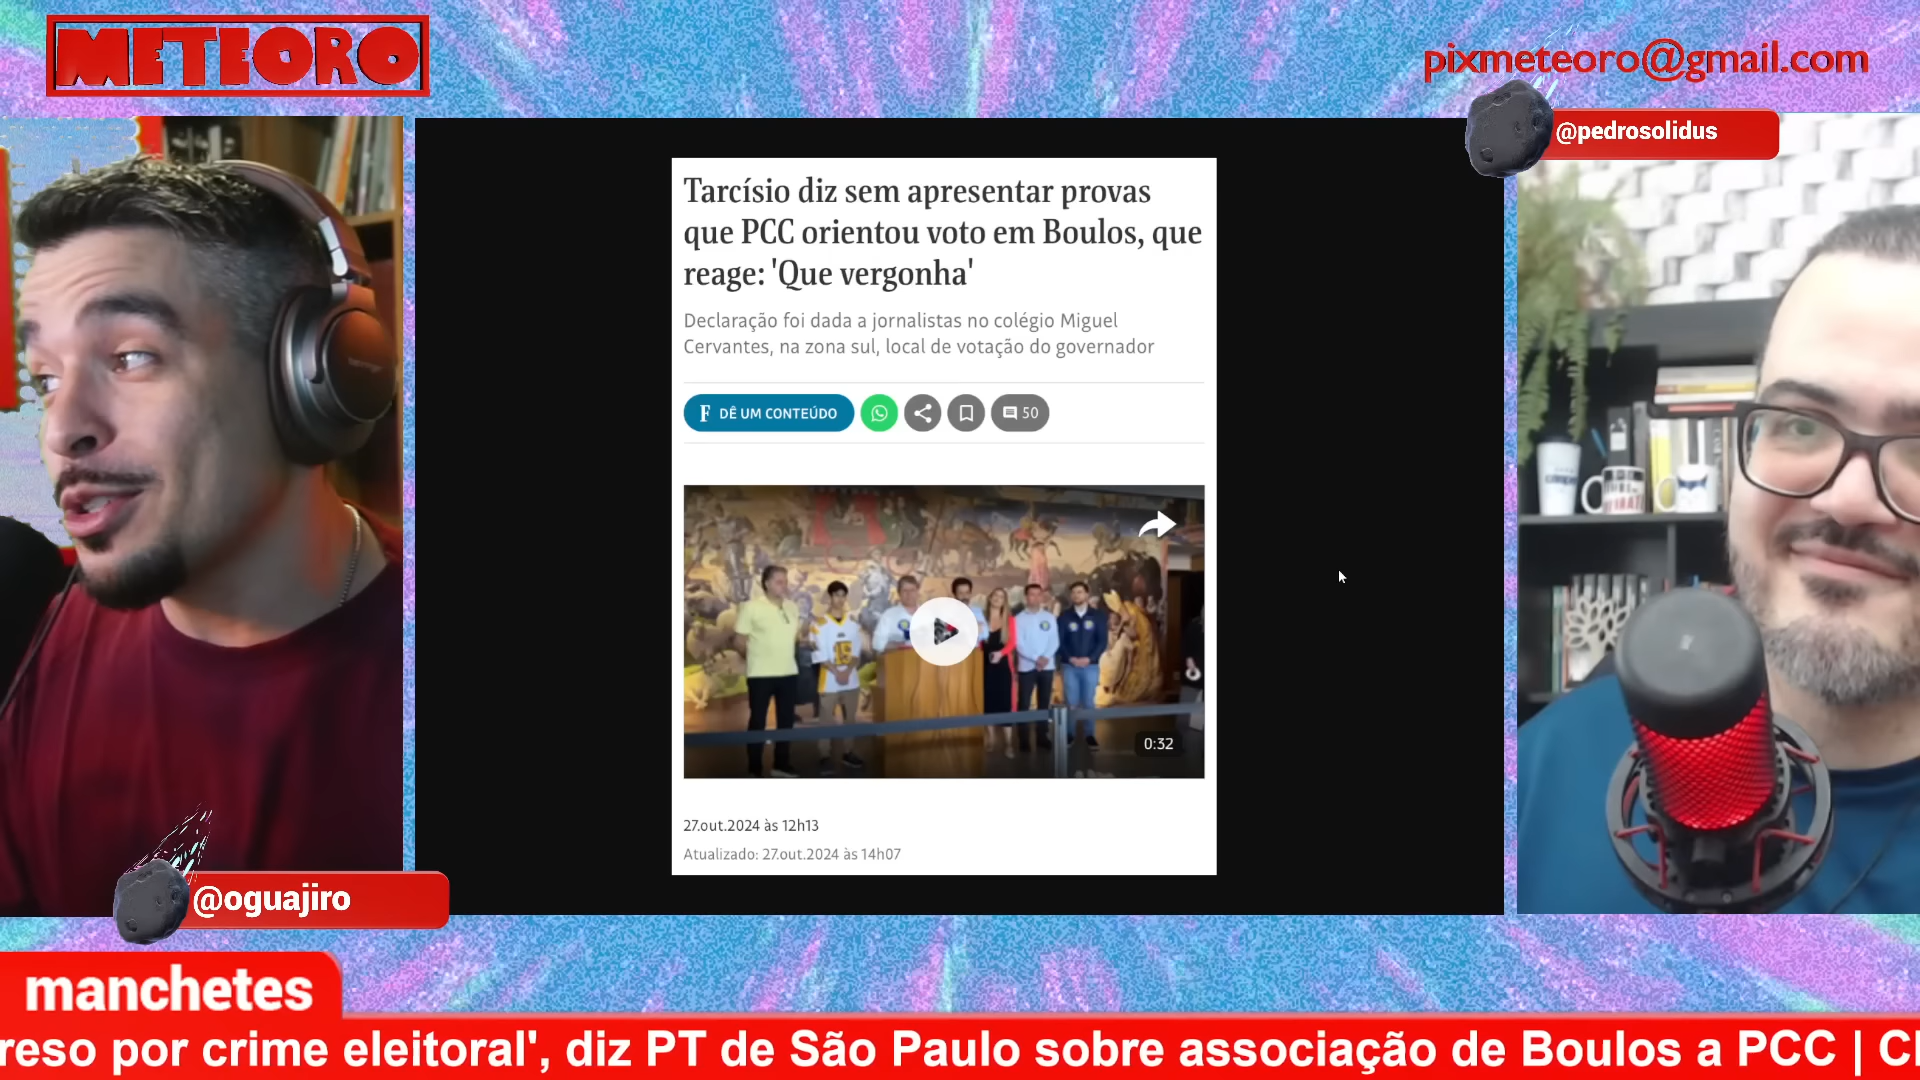 METEORO
pixmeteoro@gmail.com
@pedrosolidus
Tarcísio diz sem apresentar provas
que PCC orientou voto em Boulos, que
reage: 'Que vergonha'
Declaração foi dada a jornalistas no colégio Miguel
Cervantes, na zona sul, local de votação do governador
F DÊ UM CONTEÚDO
50
15
0:32
27.out.2024 às 12h13
Atualizado: 27.out.2024 às 14h07
@oguajiro
manchetes
reso por crime eleitoral', diz PT de São Paulo sobre associação de Boulos a PCC |